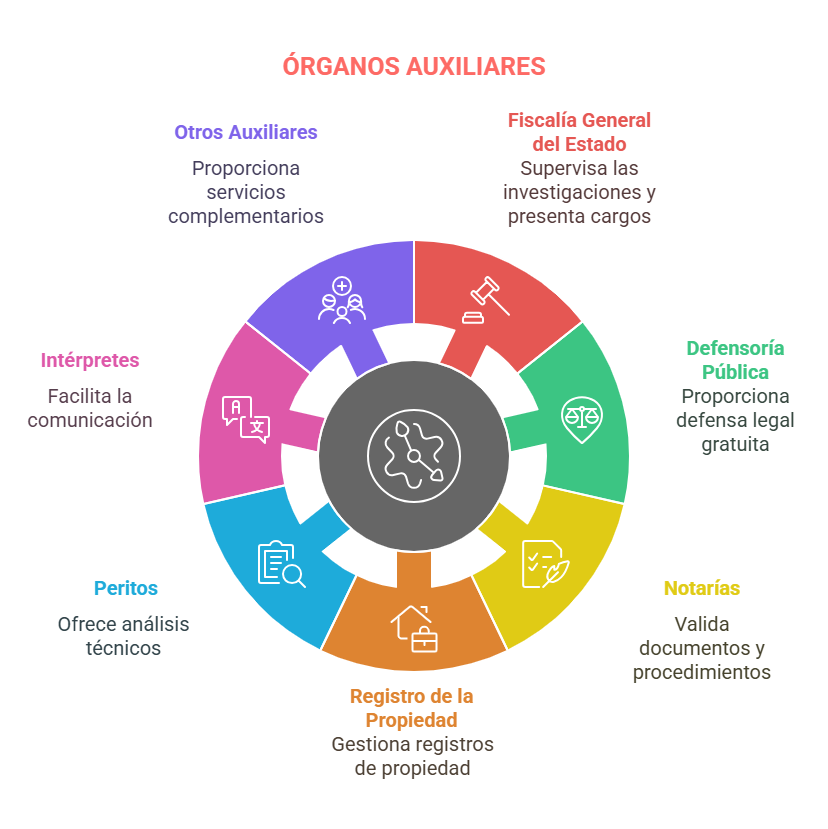 ÓRGANOS AUXILIARES
Otros Auxiliares
Proporciona
servicios
complementarios
Fiscalía General
del Estado
Supervisa las
investigaciones y
presenta cargos
Intérpretes
Facilita la
comunicación
A
文
Defensoría
Pública
Proporciona
defensa legal
gratuita
Peritos
Ofrece análisis
técnicos
Notarías
Valida
documentos y
procedimientos
Registro de la
Propiedad
Gestiona registros
de propiedad